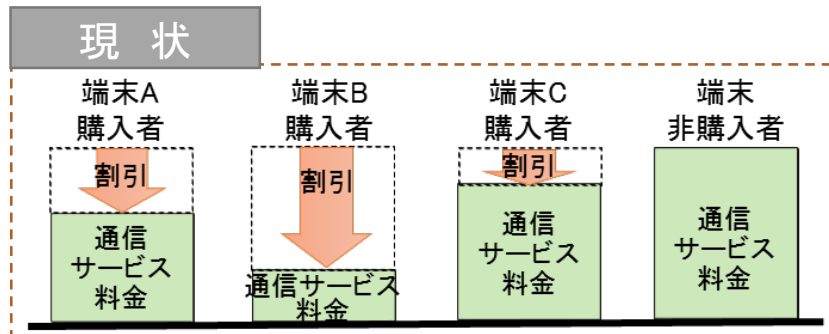 現 状
端末A
購入者
端末B
購入者
端末C
購入者
端末
非購入者
割引
割引
割引
通信
サービス
料金
通信サービス
料金
通信
サービス
料金
通信
サービス
料金